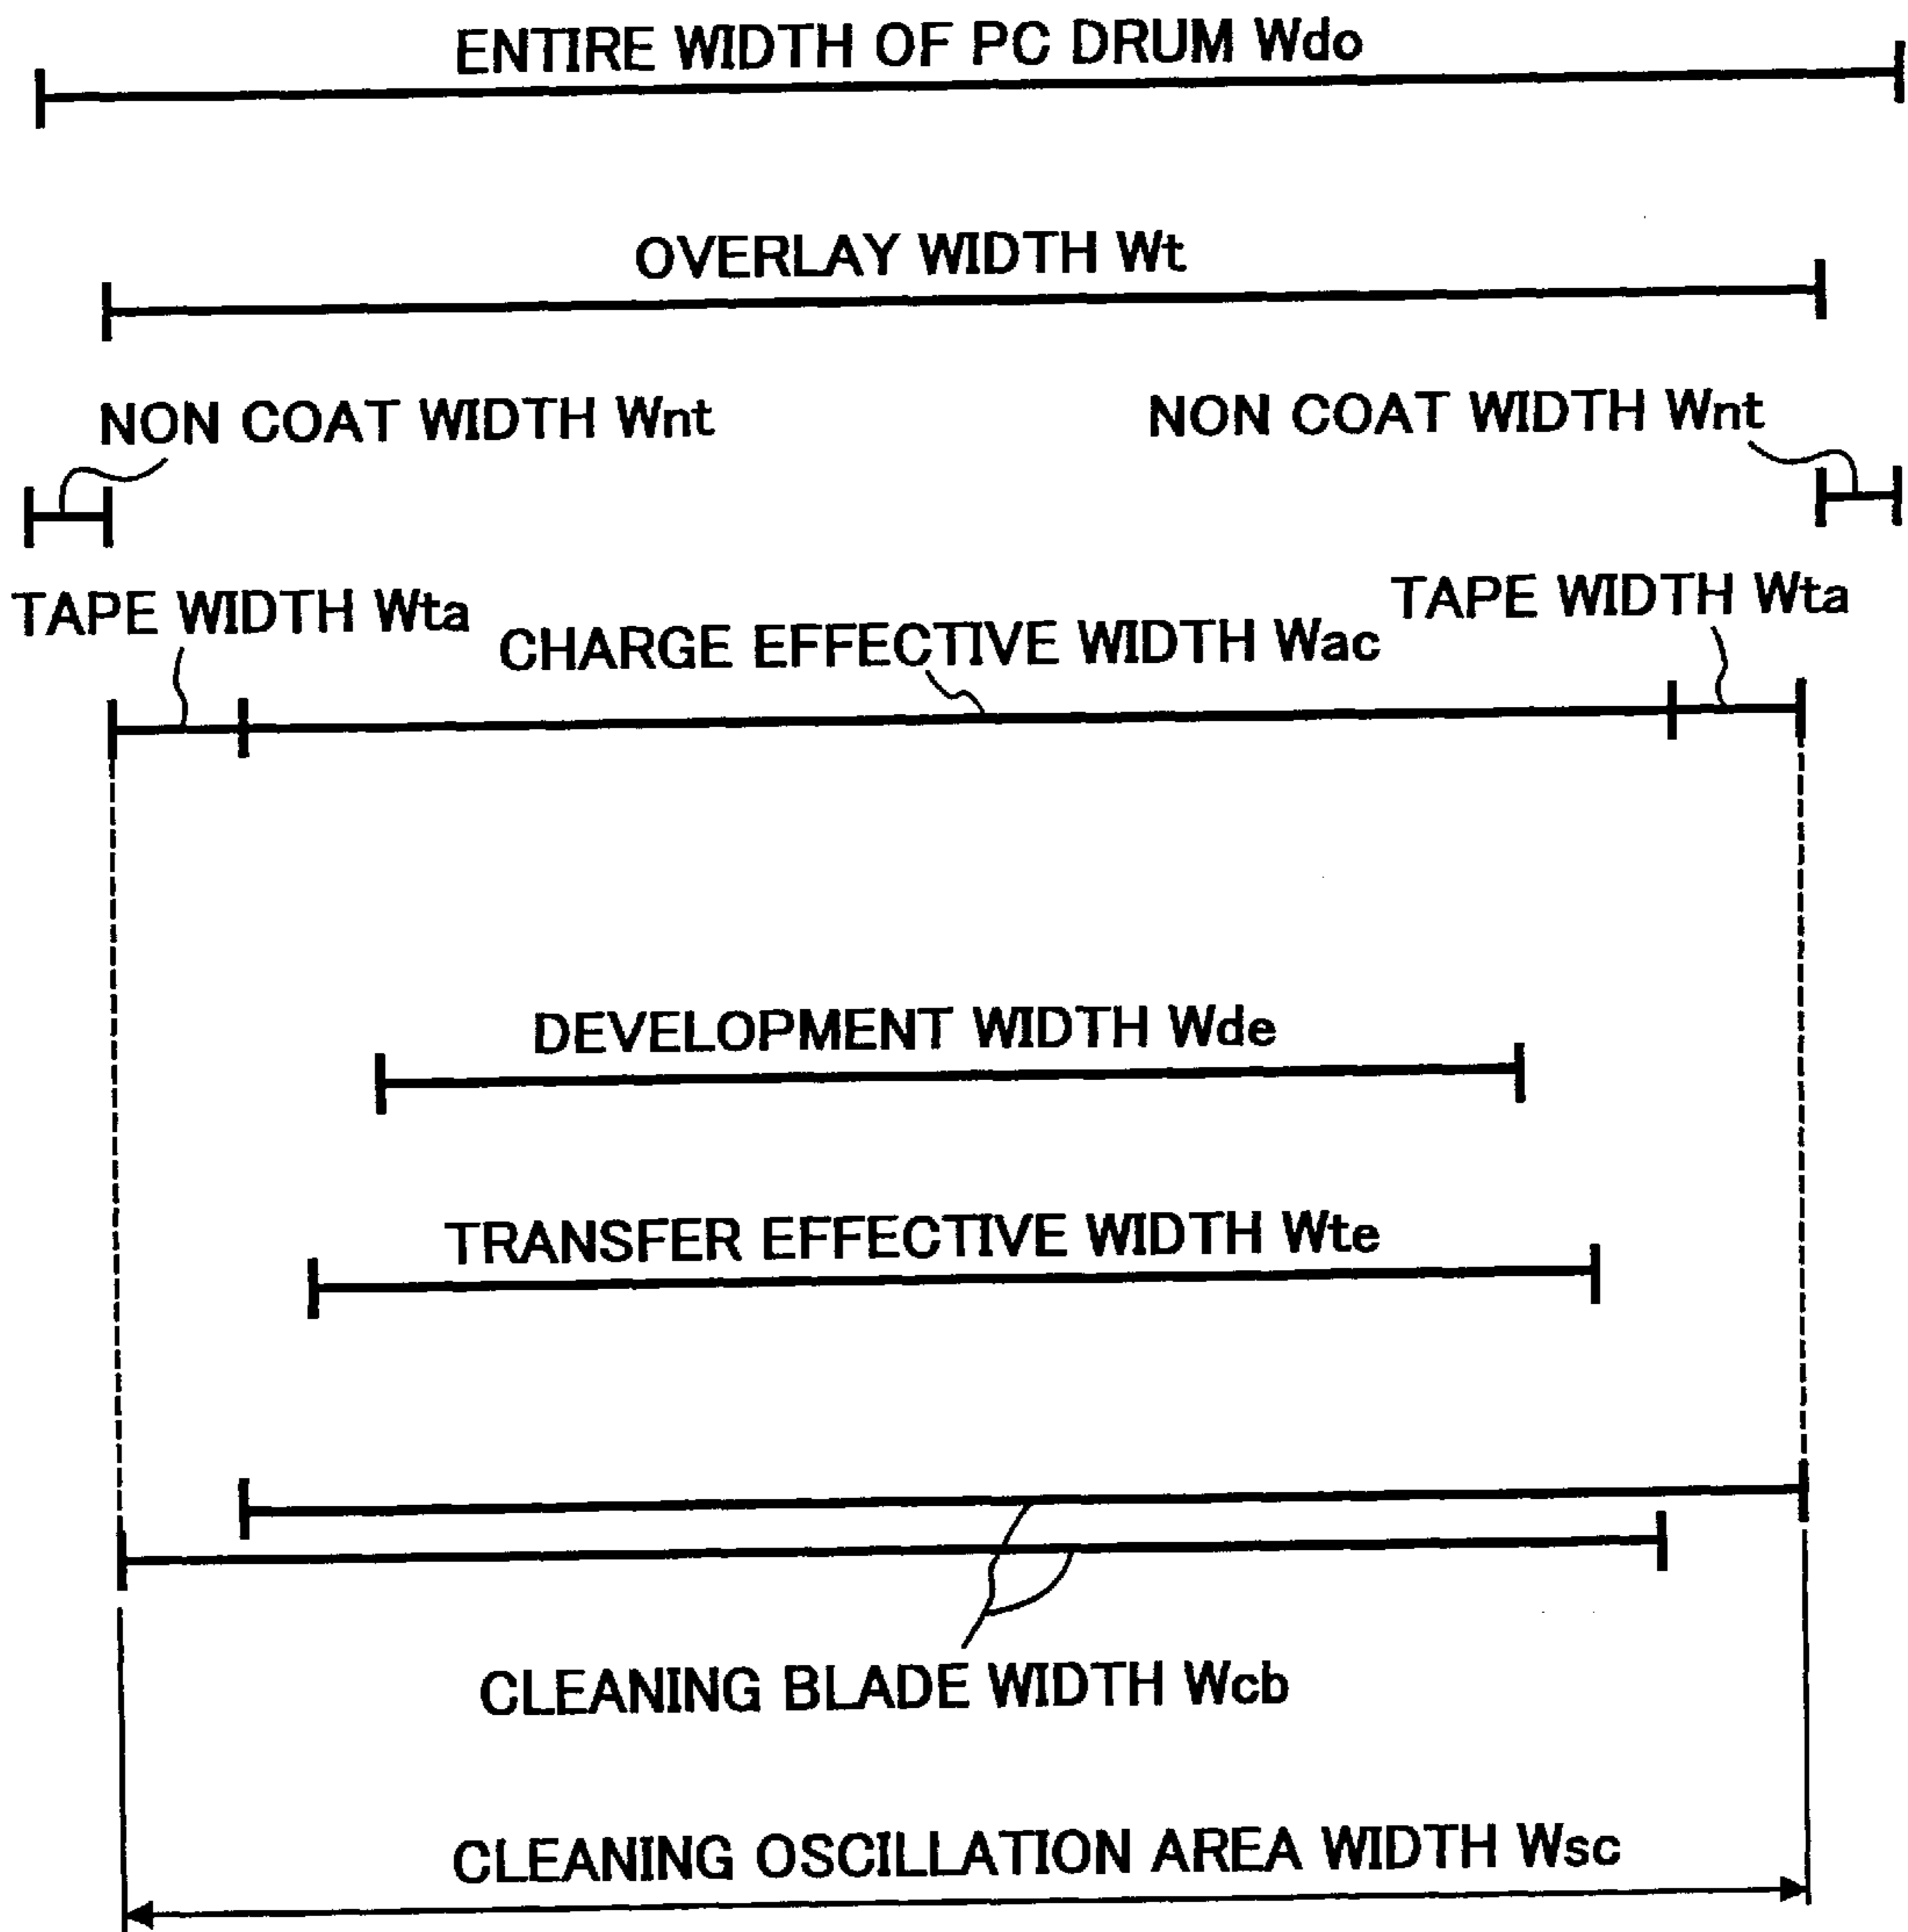 ENTIRE WIDTH OF PC DRUM Wdo
OVERLAY WIDTH Wt
NON COAT WIDTH Wnt
NON COAT WIDTH Wnt
TAPE WIDTH Wta
TAPE WIDTH Wta
CHARGE EFFECTIVE WIDTH Wac
DEVELOPMENT WIDTH Wde
TRANSFER EFFECTIVE WIDTH Wte
CLEANING BLADE WIDTH Wcb
CLEANING OSCILLATION AREA WIDTH Wsc